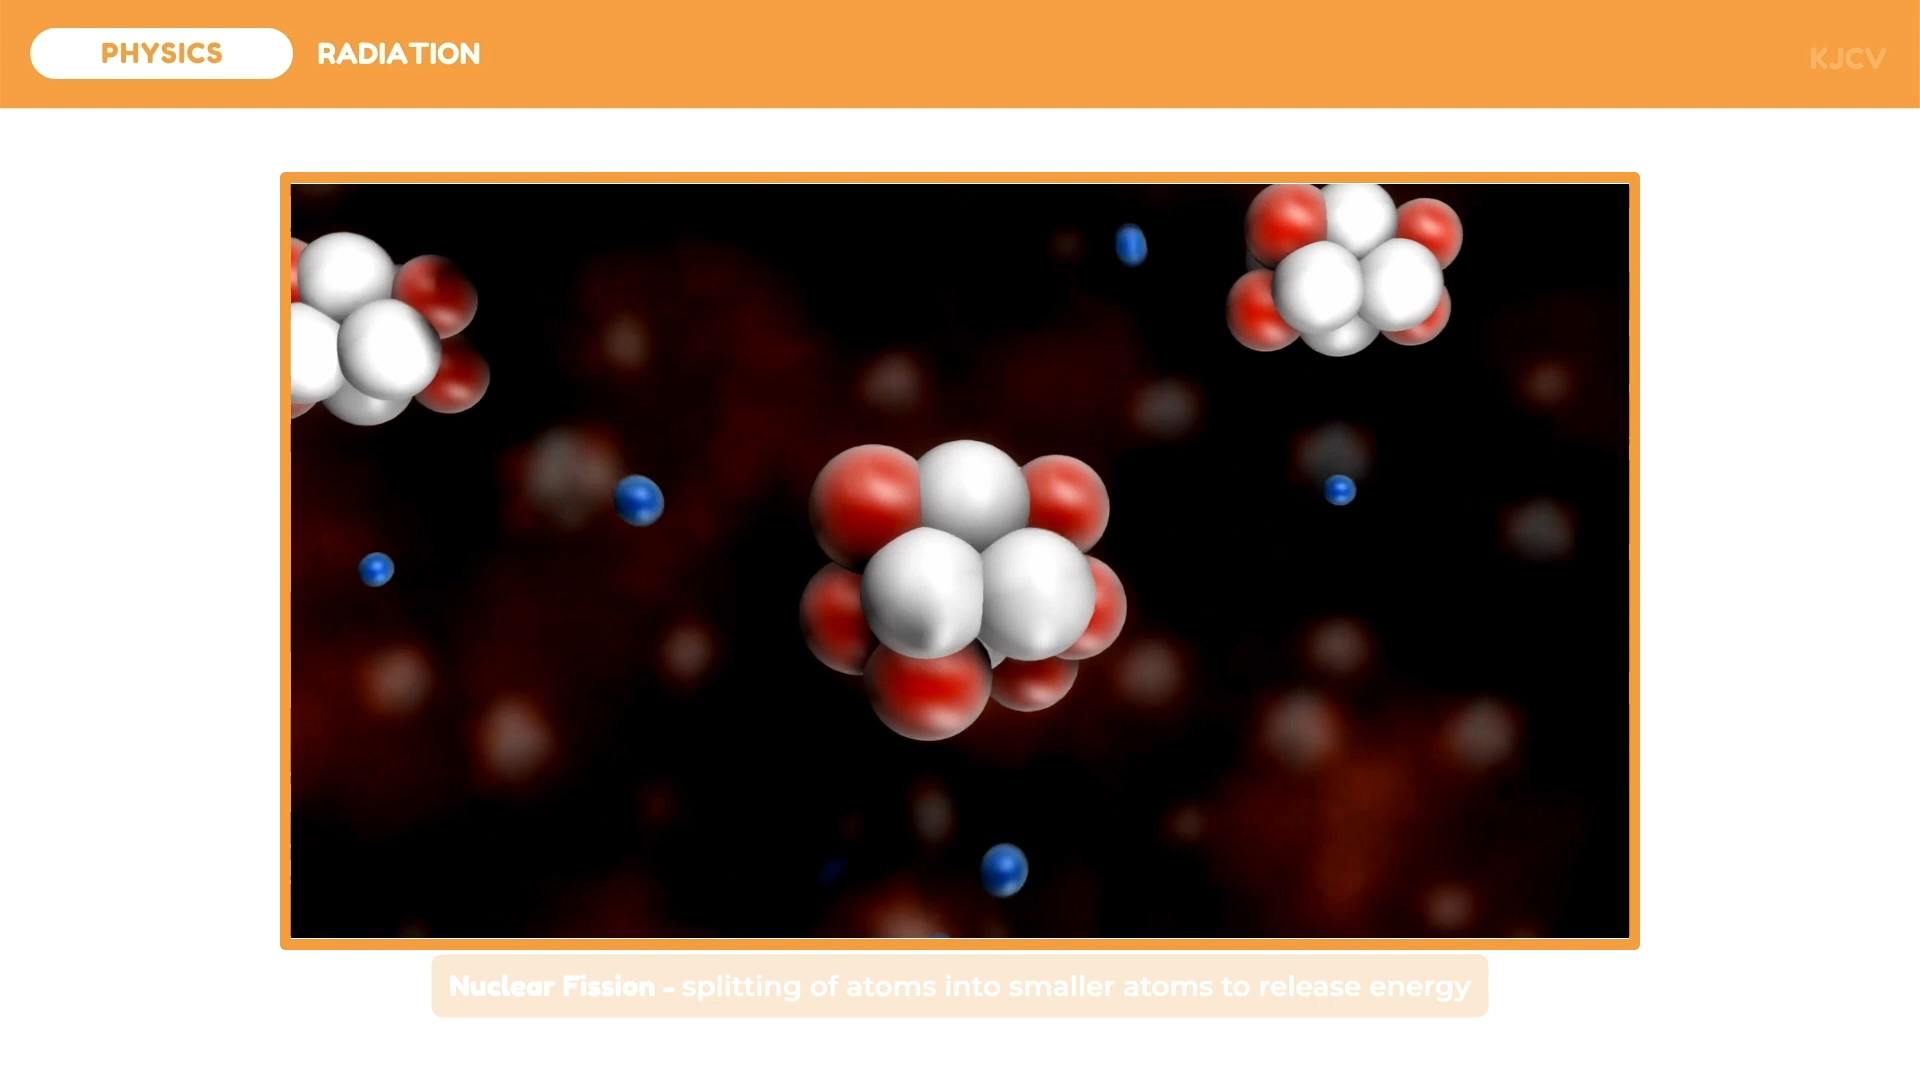 PHYSICS
RADIATION
KJCV
Nuclear Fission - splitting of atoms into smaller atoms to release energy